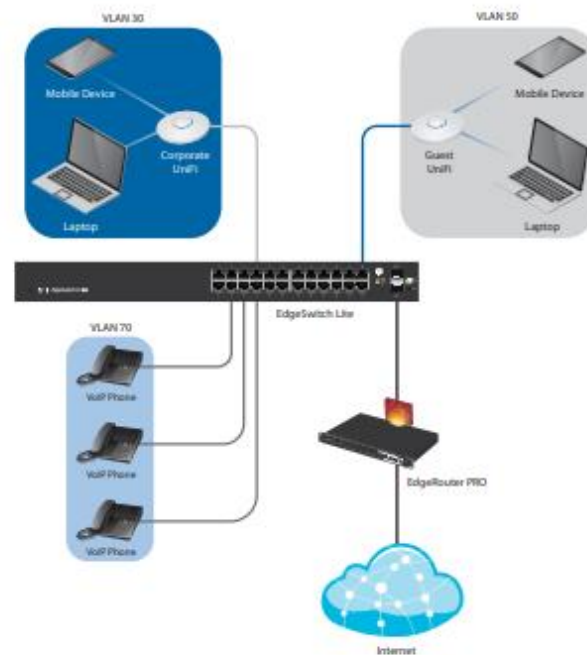 VLAN 30
VLAN 50
Mobile Device
Mobile Device
Corporate
UniFi
Guest
UniFi
Laptop
Laptop
EdgeSwitch Lite
VLAN 70
VoIP Phone
VoIP Phone
VoIP Phone
EdgeRouter PRO
Internet